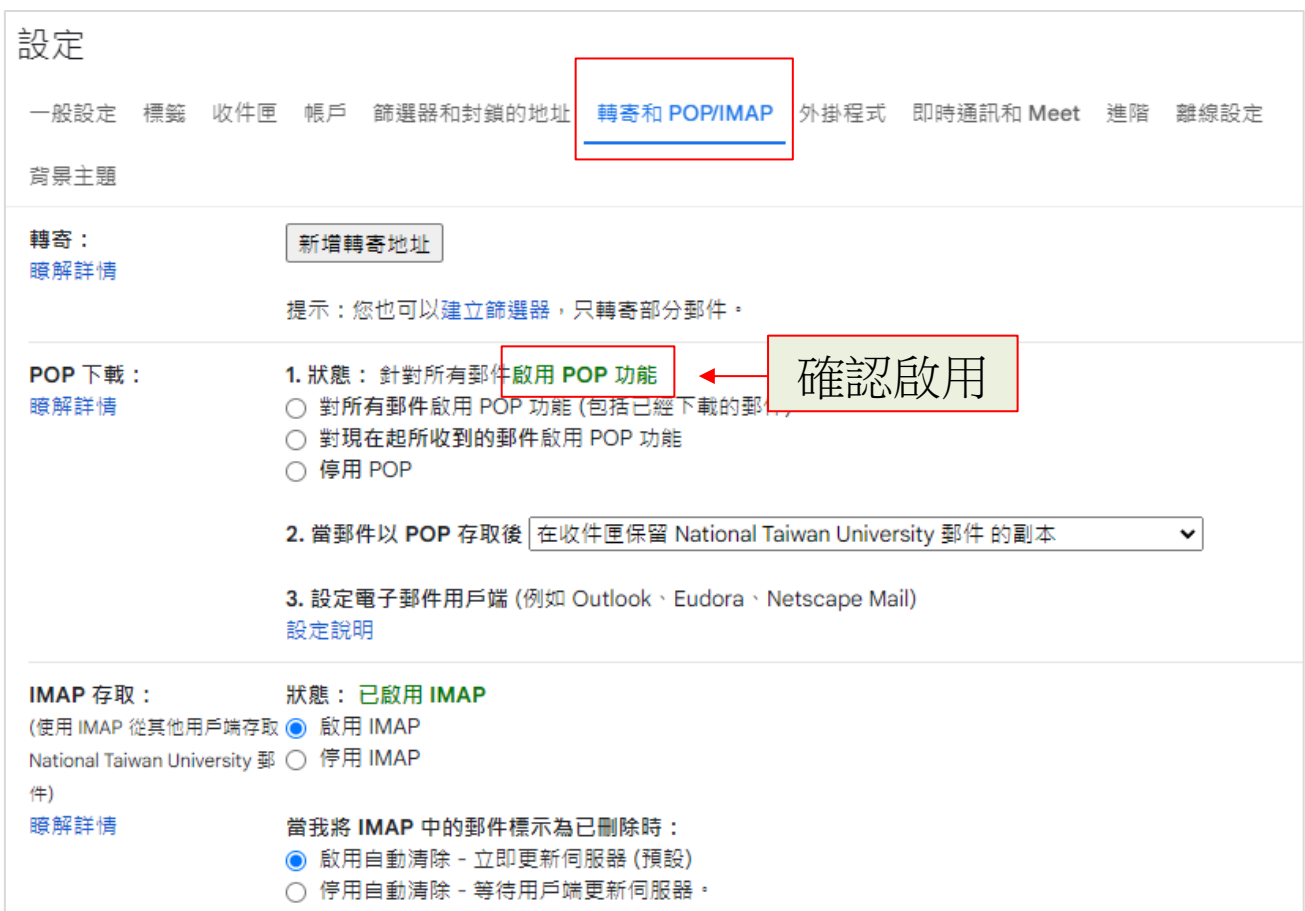 設定
一般設定 標籤 收件匣 帳戶 篩選器和封鎖的地址 轉寄和 POP/IMAP 外掛程式 即時通訊和 Meet 進階 離線設定
背景主題
轉寄：
瞭解詳情
新增轉寄地址
提示：您也可以建立篩選器，只轉寄部分郵件。
POP 下載：
瞭解詳情
1. 狀態： 針對所有郵件啟用 POP 功能
確認啟用
對所有郵件啟用 POP 功能 (包括已經下載的郵件)
對現在起所收到的郵件啟用 POP 功能
停用 POP
2. 當郵件以 POP 存取後 在收件匣保留 National Taiwan University 郵件 的副本
3. 設定電子郵件用戶端 (例如 Outlook、Eudora、Netscape Mail)
設定說明
IMAP 存取：
(使用 IMAP 從其他用戶端存取
National Taiwan University 郵
件)
瞭解詳情
狀態： 已啟用 IMAP
啟用 IMAP
停用 IMAP
當我將 IMAP 中的郵件標示為已刪除時：
啟用自動清除 - 立即更新伺服器 (預設)
停用自動清除 - 等待用戶端更新伺服器。